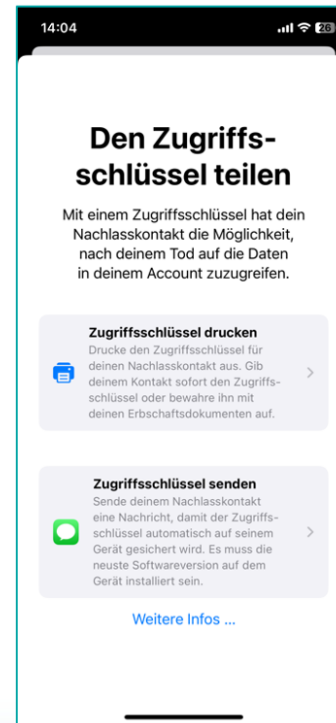 14:04
26
Den Zugriffs-
schlüssel teilen
Mit einem Zugriffsschlüssel hat dein
Nachlasskontakt die Möglichkeit,
nach deinem Tod auf die Daten
in deinem Account zuzugreifen.
Zugriffsschlüssel drucken
Drucke den Zugriffsschlüssel für
deinen Nachlasskontakt aus. Gib
deinem Kontakt sofort den Zugriffs-
schlüssel oder bewahre ihn mit
deinen Erbschaftsdokumenten auf.
Zugriffsschlüssel senden
Sende deinem Nachlasskontakt
eine Nachricht, damit der Zugriffs-
schlüssel automatisch auf seinem
Gerät gesichert wird. Es muss die
neuste Softwareversion auf dem
Gerät installiert sein.
Weitere Infos ...